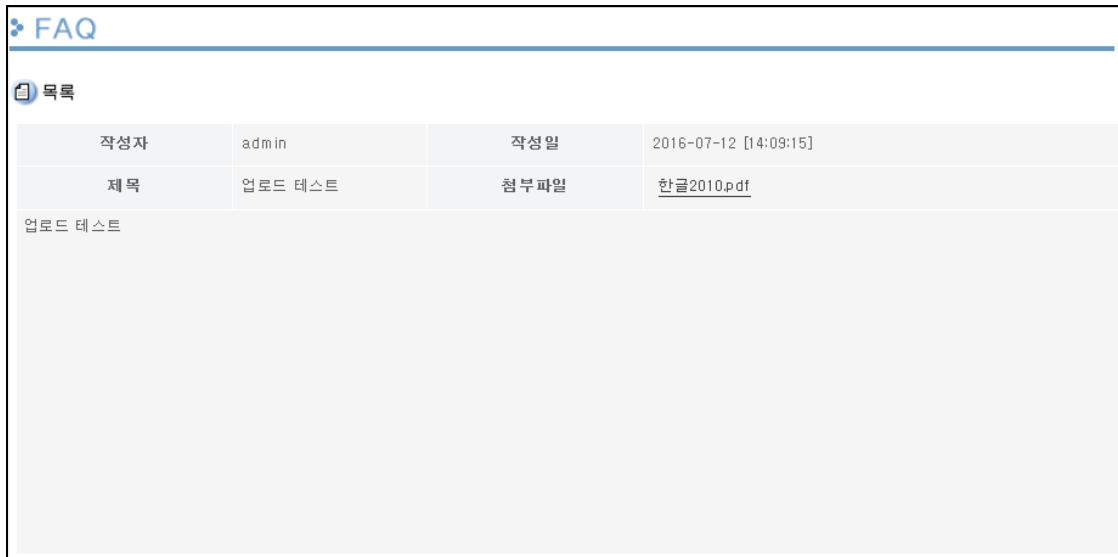 FAQ
목록
작성자 admin 작성일 2016-07-12 [14:09:15]
제목 업로드 테스트 첨부파일 한글2010.pdf
업로드 테스트